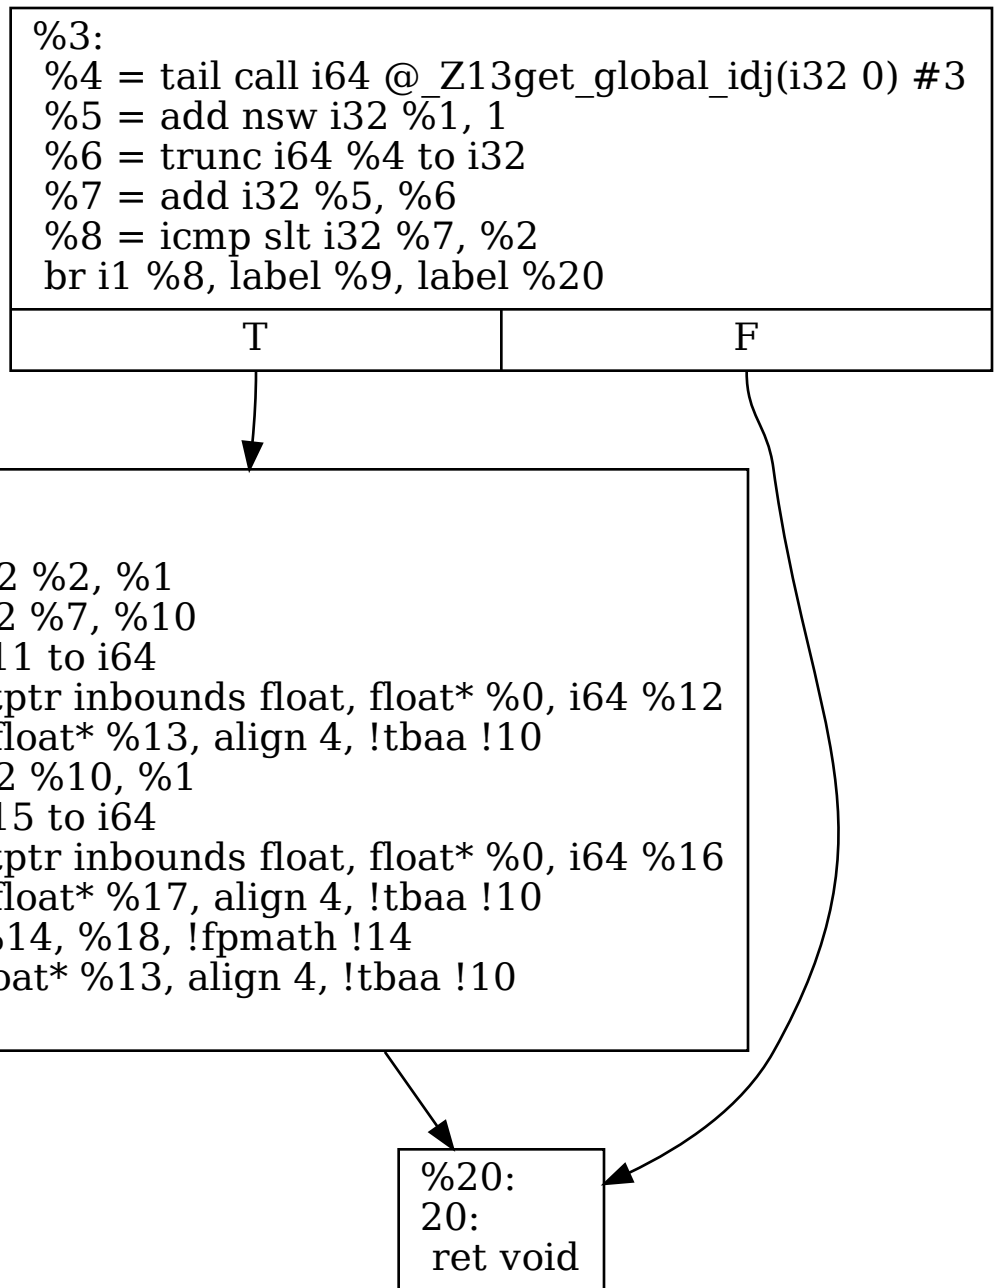 %3:
%4 = tail call i64 @_Z13get_global_idj(i32 0) #3
%5 = add nsw i32 %1, 1
%6 = trunc i64 %4 to i32
%7 = add i32 %5, %6
%8 = icmp slt i32 %7, %2
br i1 %8, label %9, label %20
T F
2 %2, %1
2 %7, %10
11 to i64
tptr inbounds float, float* %0, i64 %12
float* %13, align 4, !tbaa !10
2 %10, %1
15 to i64
tptr inbounds float, float* %0, i64 %16
float* %17, align 4, !tbaa !10
%14, %18, !fpmath !14
oat* %13, align 4, !tbaa !10
%20:
20:
ret void